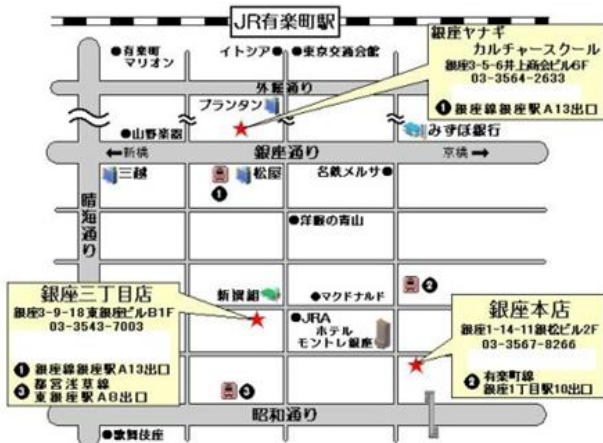 JR有楽町駅
●有楽町
マリオン
イトシア●
●東京交通会館
銀座ヤナギ
カルチャースクール
銀座3-5-6井上商会ビル6F
03-3564-2633
❶ 銀座線銀座駅A13出口
外堀通り
プランタン
●山野楽器
みずほ銀行
←新橋
銀座通り
京橋→
三越
松屋
❶
名鉄メルサ●
晴海通り
●洋服の青山
❷
銀座三丁目店
銀座3-9-18東銀座ビルB1F
03-3543-7003
❶ 銀座線銀座駅A13出口
❸ 都営浅草線
東銀座駅A8出口
新撰組
●マクドナルド
●JRA
ホテル
モントレ銀座
銀座本店
銀座1-14-11銀松ビル2F
03-3567-8266
❷ 有楽町線
銀座1丁目駅10出口
❸
昭和通り
●歌舞伎座